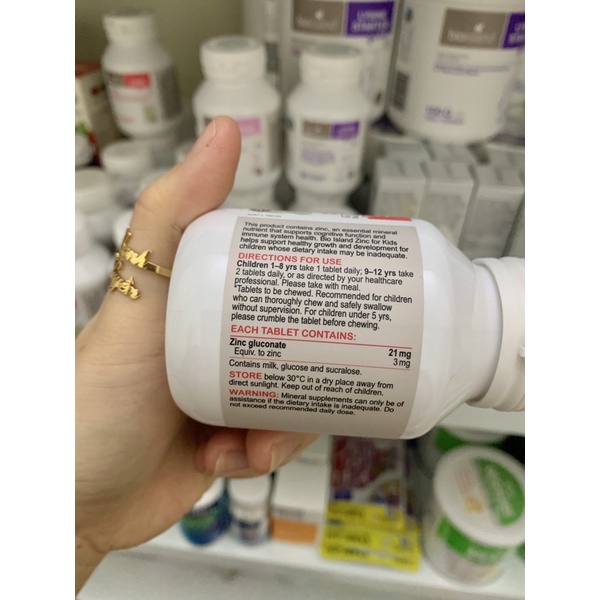 This product contains zinc, an essential mineral
nutrient that supports cognitive function and
immune system health. Bio Island Zinc for Kids
helps support healthy growth and development for
children whose dietary intake may be inadequate.
DIRECTIONS FOR USE
Children 1–8 yrs take 1 tablet daily; 9–12 yrs take
2 tablets daily, or as directed by your healthcare
professional. Please take with meal.
*Tablets to be chewed. Recommended for children
who can thoroughly chew and safely swallow
without supervision. For children under 5 yrs,
please crumble the tablet before chewing.
EACH TABLET CONTAINS:
Zinc gluconate 21 mg
Equiv. to zinc 3 mg
Contains milk, glucose and sucralose.
STORE below 30°C in a dry place away from
direct sunlight. Keep out of reach of children.
WARNING: Mineral supplements can only be of
assistance if the dietary intake is inadequate. Do
not exceed recommended daily dose.